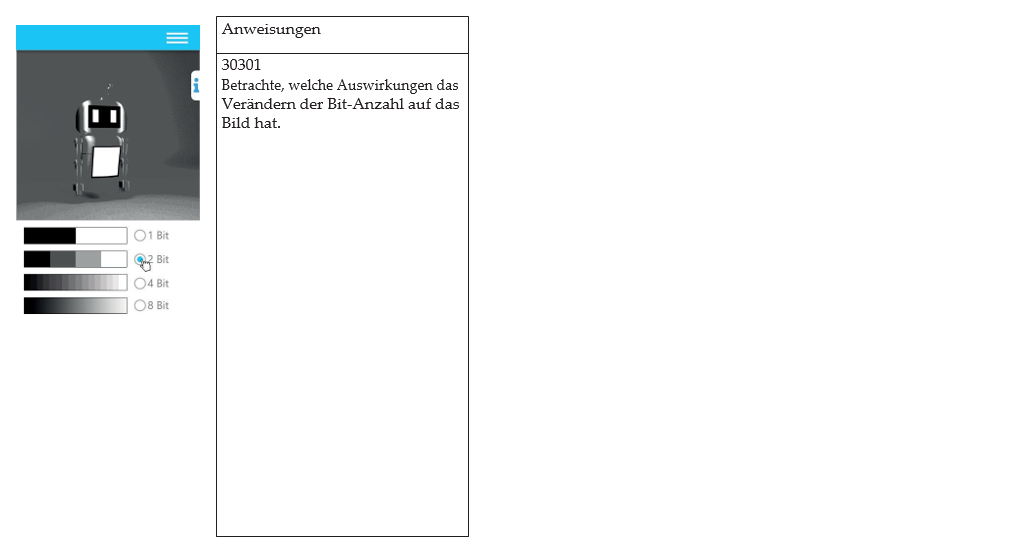 i
1 Bit
2 Bit
4 Bit
8 Bit
Anweisungen
30301
Betrachte, welche Auswirkungen das
Verändern der Bit-Anzahl auf das
Bild hat.